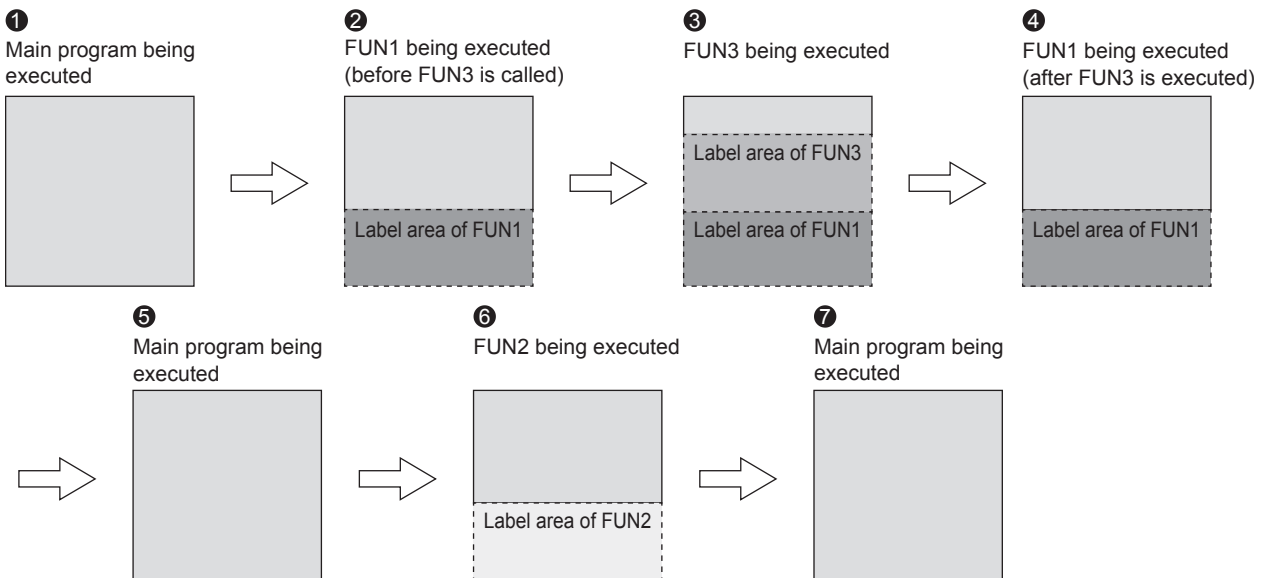 ❶
Main program being
executed
❷
FUN1 being executed
(before FUN3 is called)
Label area of FUN1
❸
FUN3 being executed
Label area of FUN3
Label area of FUN1
❹
FUN1 being executed
(after FUN3 is executed)
Label area of FUN1
❺
Main program being
executed
❻
FUN2 being executed
Label area of FUN2
❼
Main program being
executed